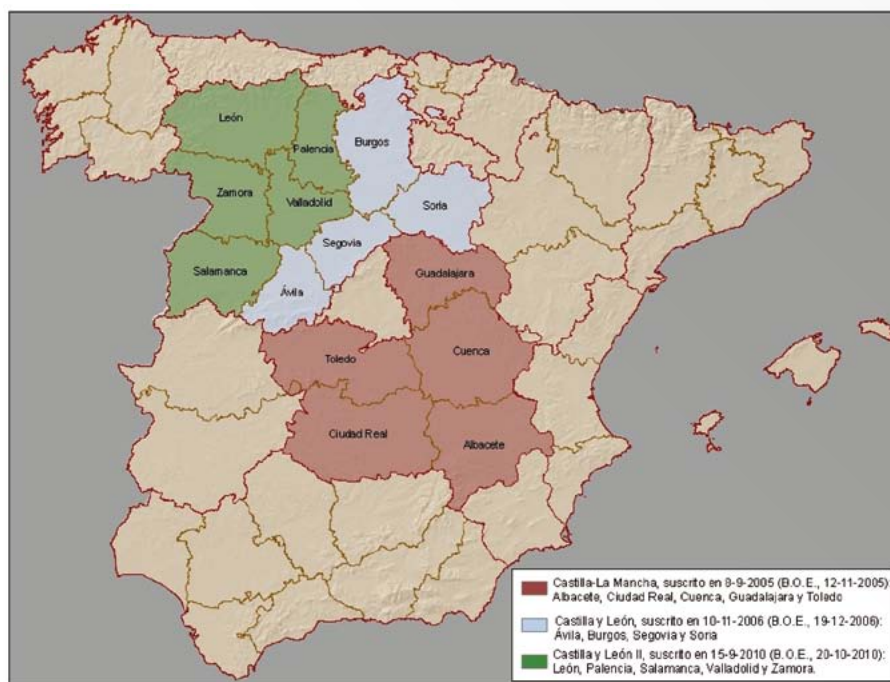 León
Palencia
Burgos
Zamora
Valladolid
Soria
Segovia
Salamanca
Ávila
Guadalajara
Toledo
Cuenca
Ciudad Real
Albacete
Castilla-La Mancha, suscrito en 8-9-2005 (B.O.E., 12-11-2005):
Albacete, Ciudad Real, Cuenca, Guadalajara y Toledo
Castilla y León, suscrito en 10-11-2006 (B.O.E., 19-12-2006):
Ávila, Burgos, Segovia y Soria
Castilla y León II, suscrito en 15-9-2010 (B.O.E., 20-10-2010):
León, Palencia, Salamanca, Valladolid y Zamora.